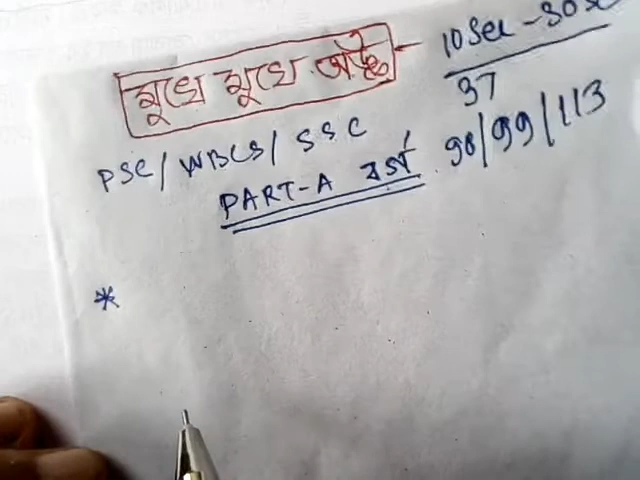 মুখে মুখে অঙ্ক - 10 Sec - 30 Sec
37
PSC/ WBCS/ SSC
PART-A বর্গ . 98/99/113
*